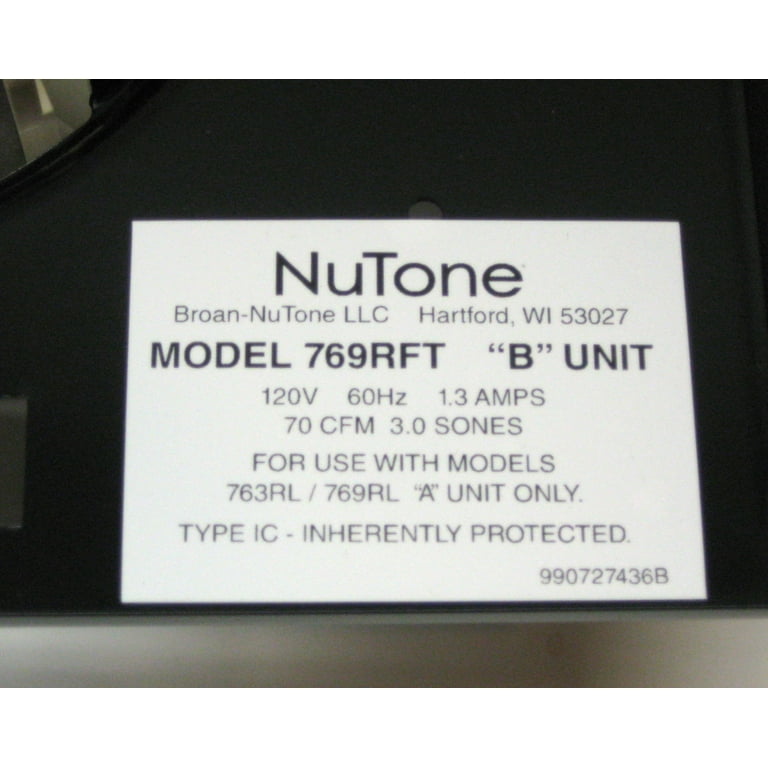 NuTone
Broan-NuTone LLC Hartford, WI 53027
MODEL 769RFT "B" UNIT
120V 60Hz 1.3 AMPS
70 CFM 3.0 SONES
FOR USE WITH MODELS
763RL / 769RL "A" UNIT ONLY.
TYPE IC - INHERENTLY PROTECTED.
990727436B